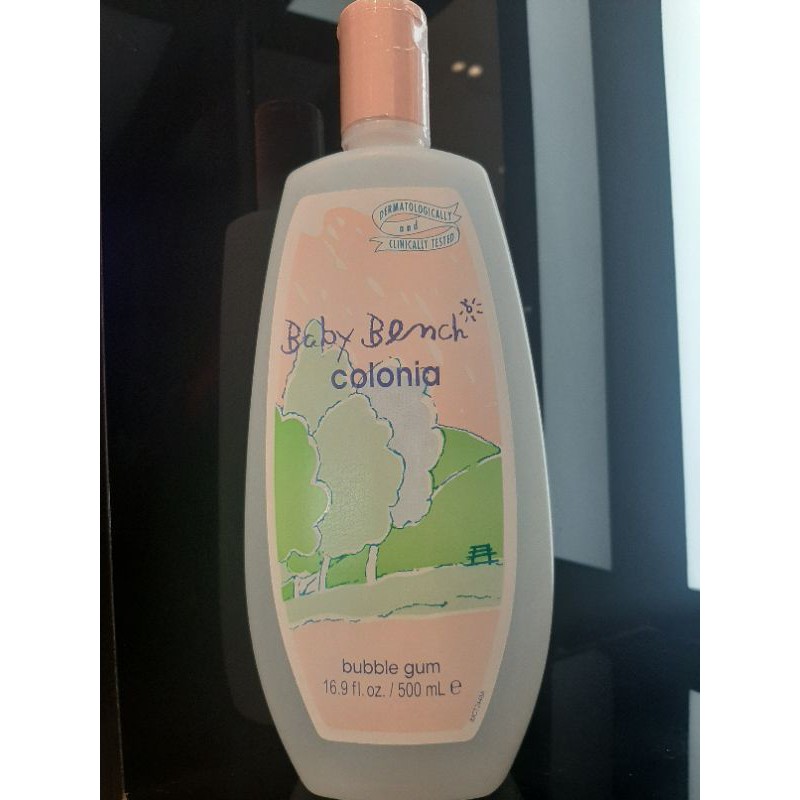 DERMATOLOGICALLY
and
CLINICALLY TESTED
Baby Bench
colonia
bubble gum
16.9 fl. oz. / 500 mL ℮